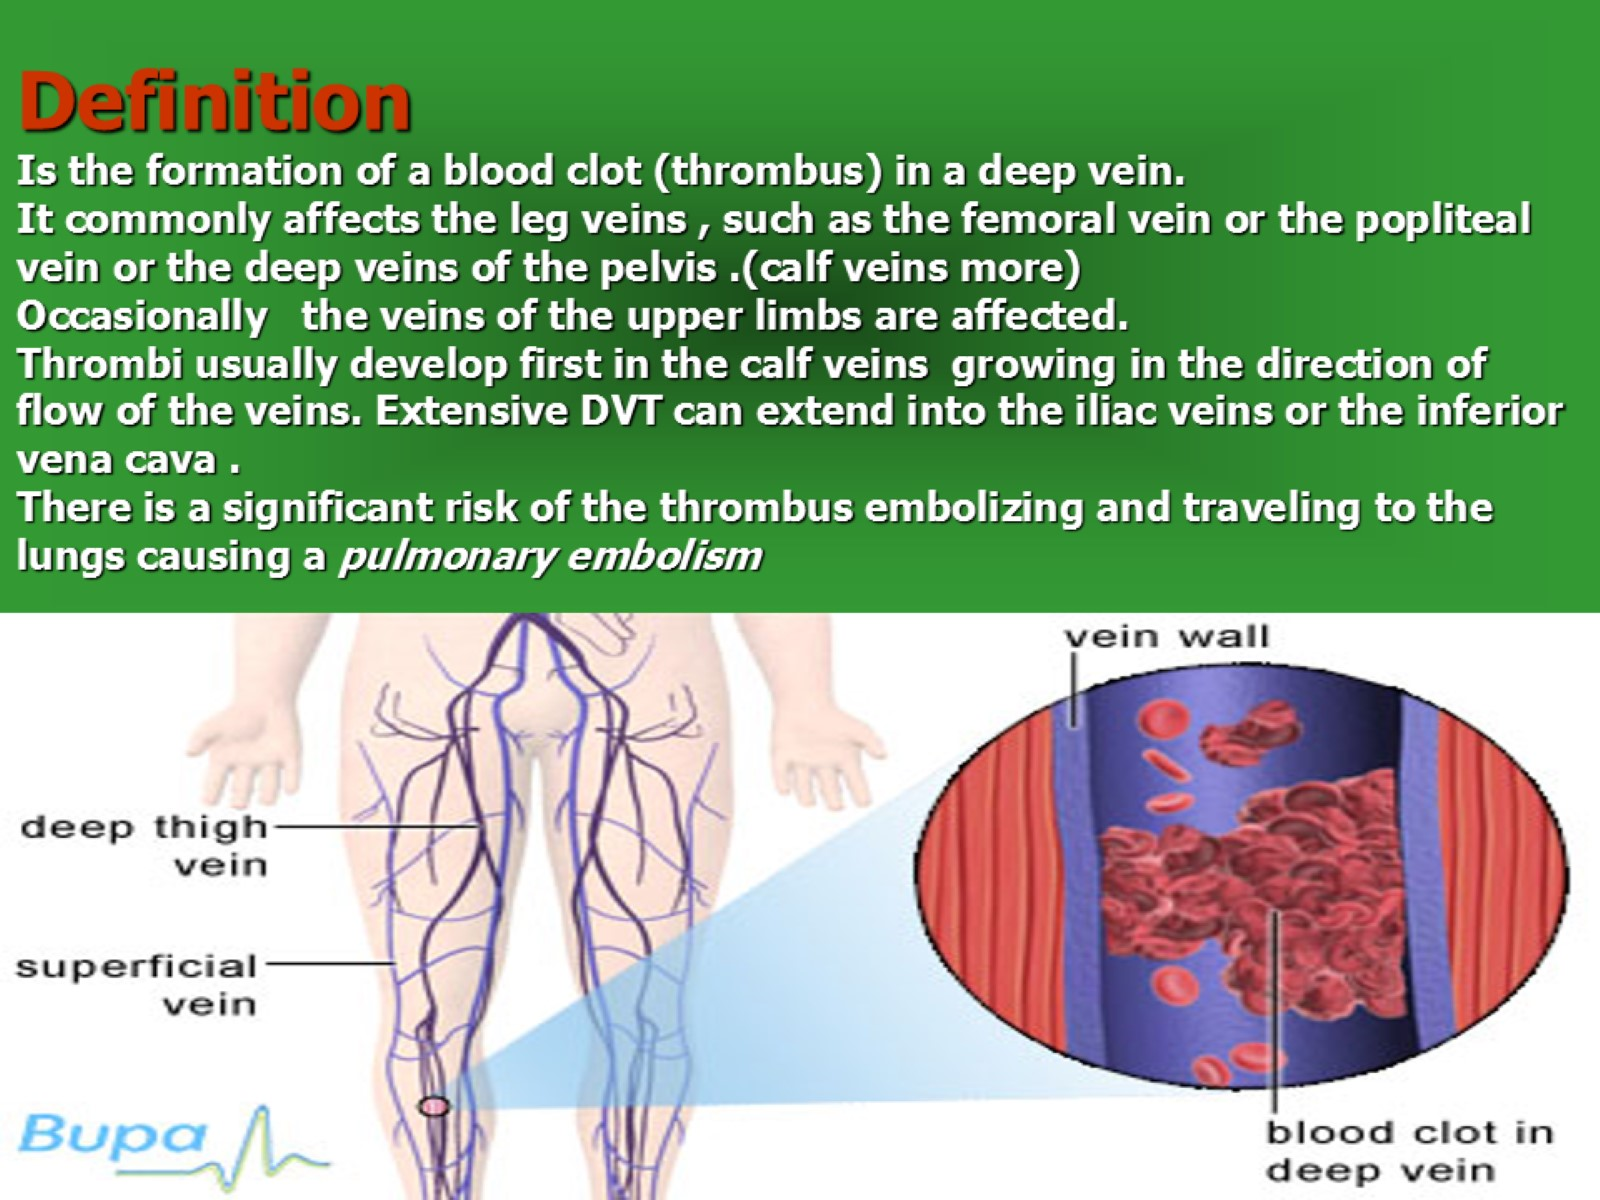 Definition
Is the formation of a blood clot (thrombus) in a deep vein.
It commonly affects the leg veins , such as the femoral vein or the popliteal
vein or the deep veins of the pelvis .(calf veins more)
Occasionally   the veins of the upper limbs are affected.
Thrombi usually develop first in the calf veins  growing in the direction of
flow of the veins. Extensive DVT can extend into the iliac veins or the inferior
vena cava .
There is a significant risk of the thrombus embolizing and traveling to the
lungs causing a pulmonary embolism
vein wall
deep thigh
vein
superficial
vein
Bupa
blood clot in
deep vein